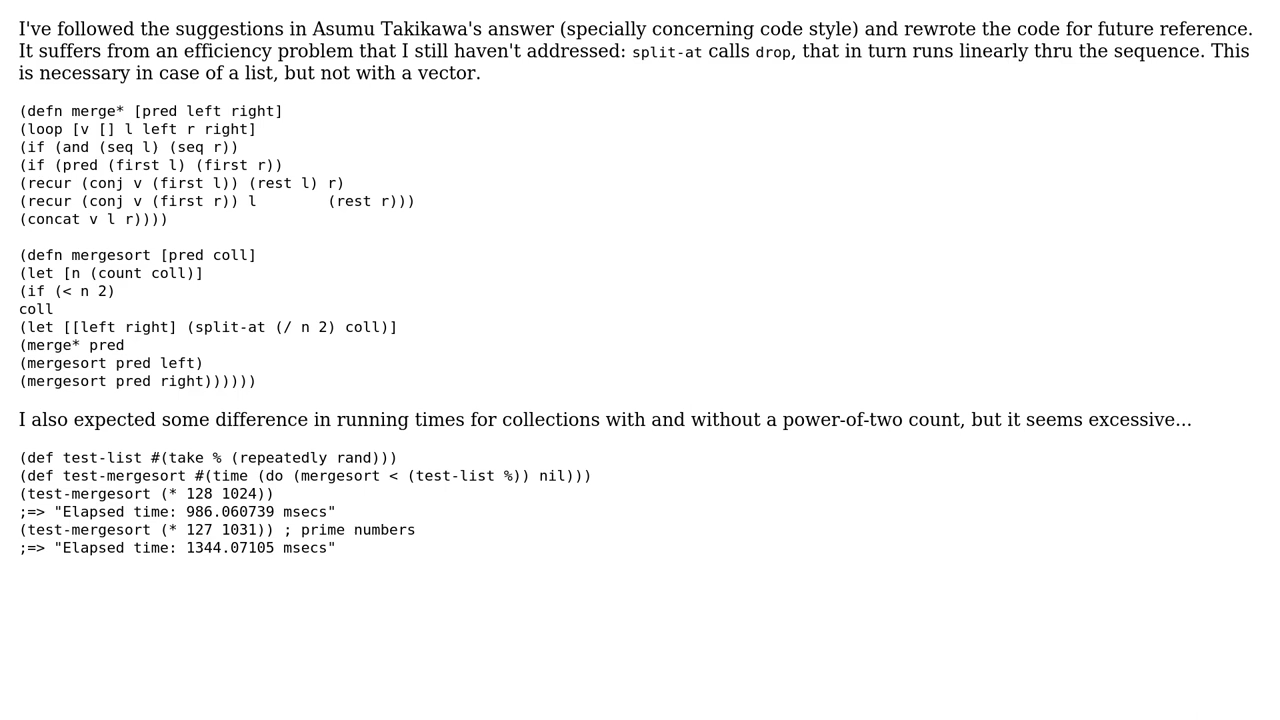 I've followed the suggestions in Asumu Takikawa's answer (specially concerning code style) and rewrote the code for future reference.
It suffers from an efficiency problem that I still haven't addressed: split-at calls drop, that in turn runs linearly thru the sequence. This
is necessary in case of a list, but not with a vector.
(defn merge* [pred left right]
(loop [v [] l left r right]
(if (and (seq l) (seq r))
(if (pred (first l) (first r))
(recur (conj v (first l)) (rest l) r)
(recur (conj v (first r)) l        (rest r)))
(concat v l r))))
(defn mergesort [pred coll]
(let [n (count coll)]
(if (< n 2)
coll
(let [[left right] (split-at (/ n 2) coll)]
(merge* pred
(mergesort pred left)
(mergesort pred right))))))
I also expected some difference in running times for collections with and without a power-of-two count, but it seems excessive...
(def test-list #(take % (repeatedly rand)))
(def test-mergesort #(time (do (mergesort < (test-list %)) nil)))
(test-mergesort (* 128 1024))
;=> "Elapsed time: 986.060739 msecs"
(test-mergesort (* 127 1031)) ; prime numbers
;=> "Elapsed time: 1344.07105 msecs"